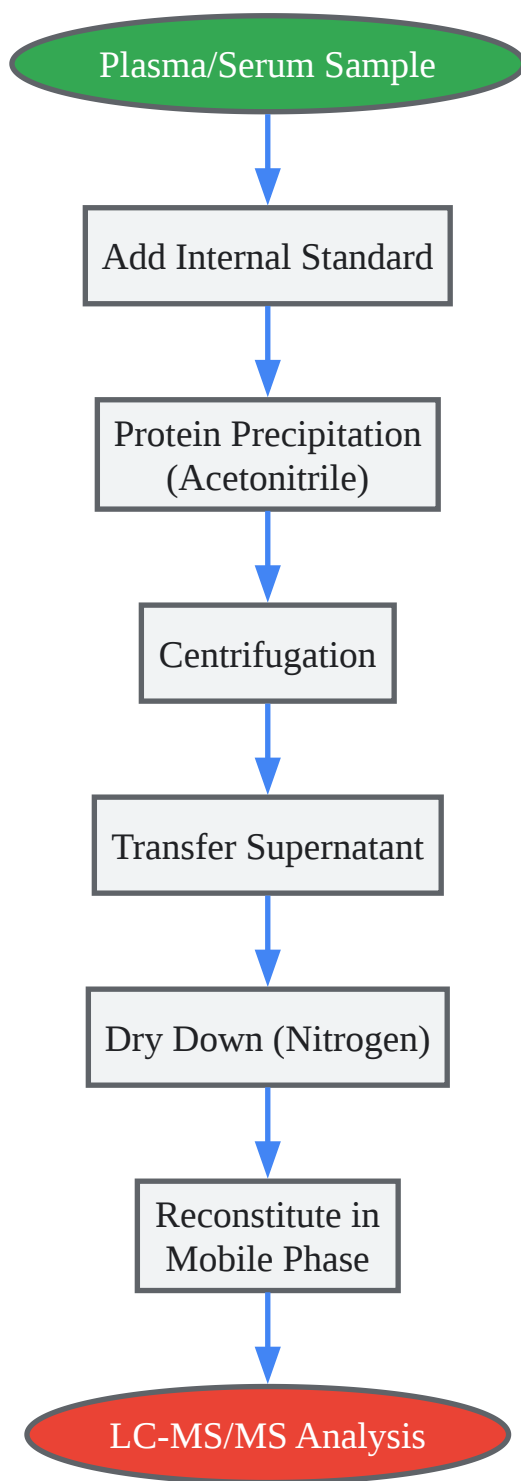 Plasma/Serum Sample
Add Internal Standard
Protein Precipitation
(Acetonitrile)
Centrifugation
Transfer Supernatant
Dry Down (Nitrogen)
Reconstitute in
Mobile Phase
LC-MS/MS Analysis